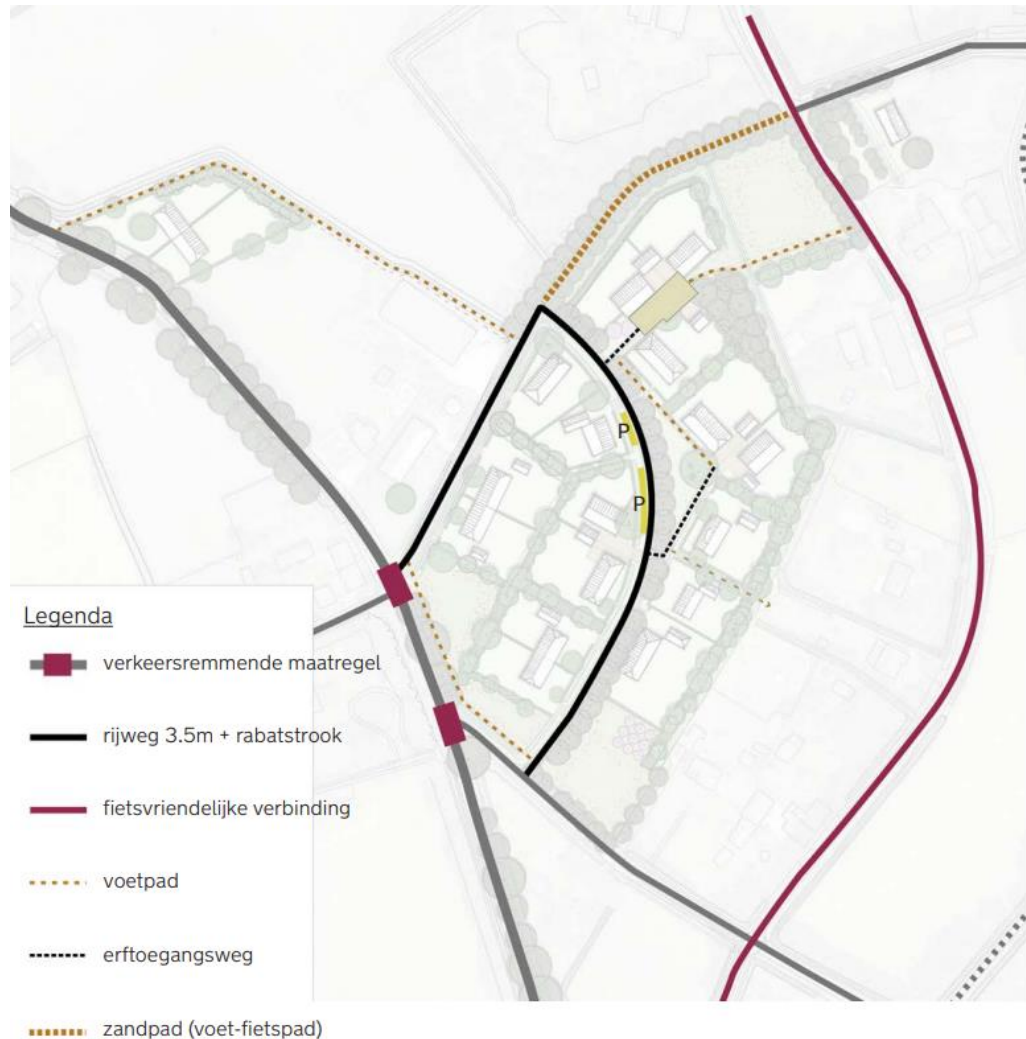 P
P
Legenda
verkeersremmende maatregel
rijweg 3.5m + rabatstrook
fietsvriendelijke verbinding
voetpad
erftoegangsweg
zandpad (voet-fietspad)